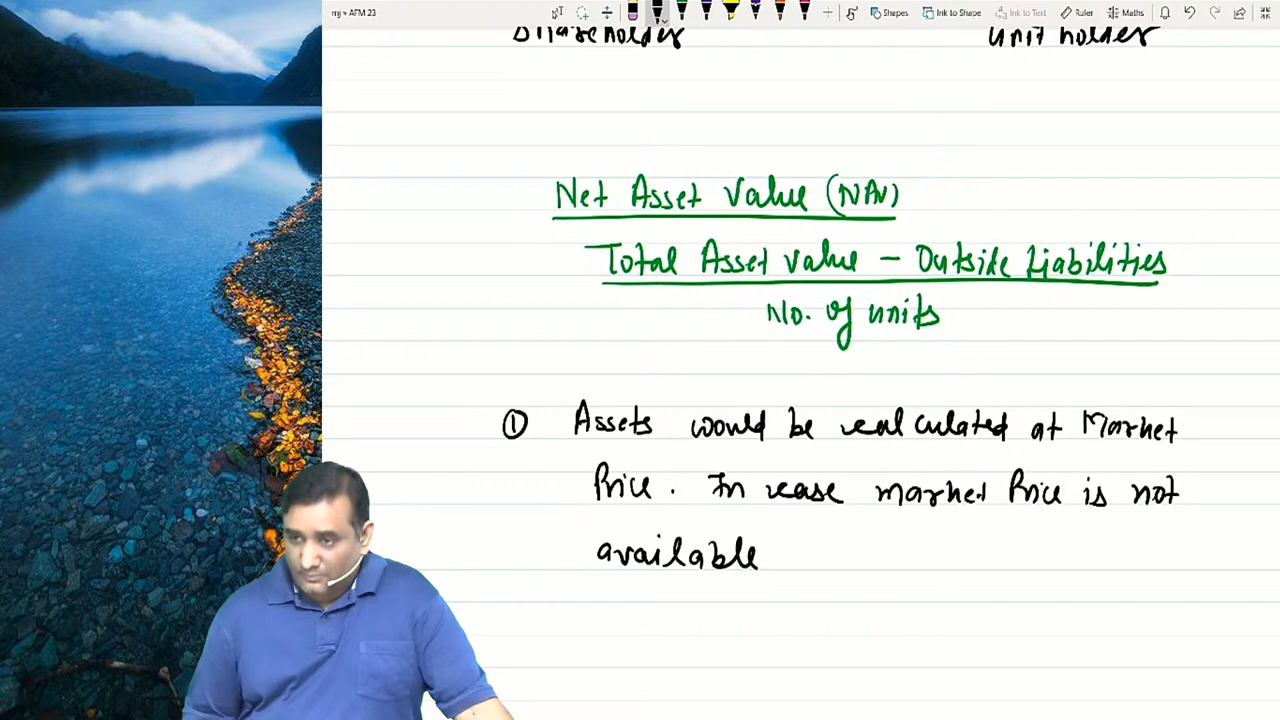 mj × AFM 23
Shapes
Ink to Shape
Ink to Text
Ruler
Maths
Shareholder
Unit holder
Net Asset Value (NAV)
Total Asset value – Outside Liabilities
No. of units
① Assets would be calculated at Market
Price. In case market Price is not
available